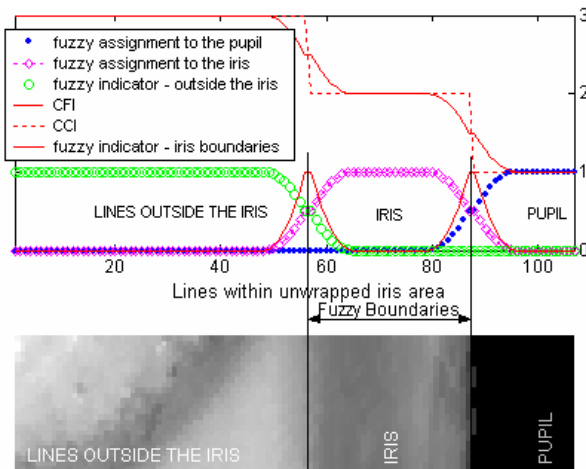 fuzzy assignment to the pupil
fuzzy assignment to the iris
fuzzy indicator - outside the iris
CFI
CCI
fuzzy indicator - iris boundaries
3
2
1
0
LINES OUTSIDE THE IRIS
IRIS
PUPIL
20
40
60
80
100
Lines within unwrapped iris area
Fuzzy Boundaries
LINES OUTSIDE THE IRIS
IRIS
PUPIL